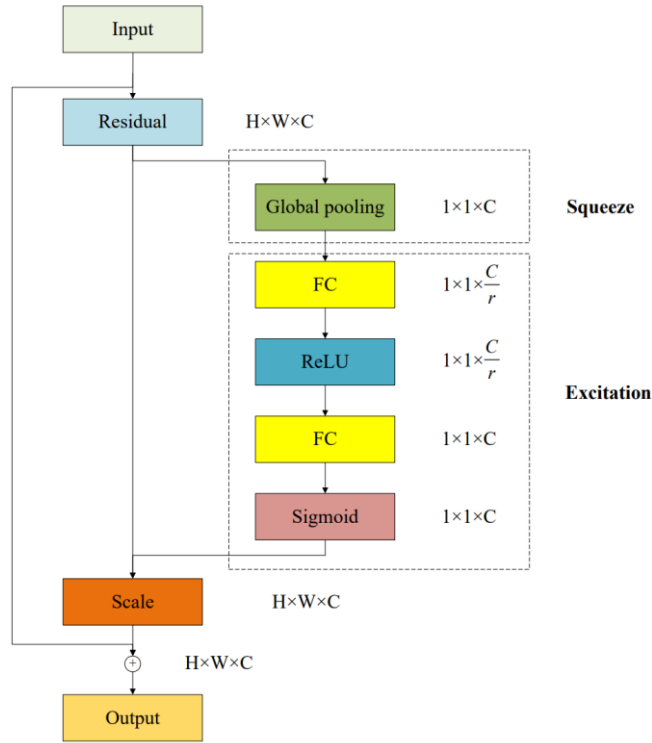 Input
Residual H×W×C
Global pooling 1×1×C Squeeze
FC 1×1×C/r
ReLU 1×1×C/r
Excitation
FC 1×1×C
Sigmoid 1×1×C
Scale H×W×C
+ H×W×C
Output